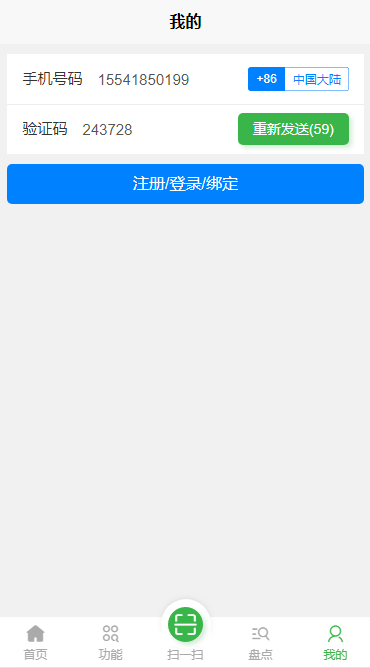 我的
手机号码 15541850199 +86 中国大陆
验证码 243728 重新发送(59)
注册/登录/绑定
首页 功能 扫一扫 盘点 我的